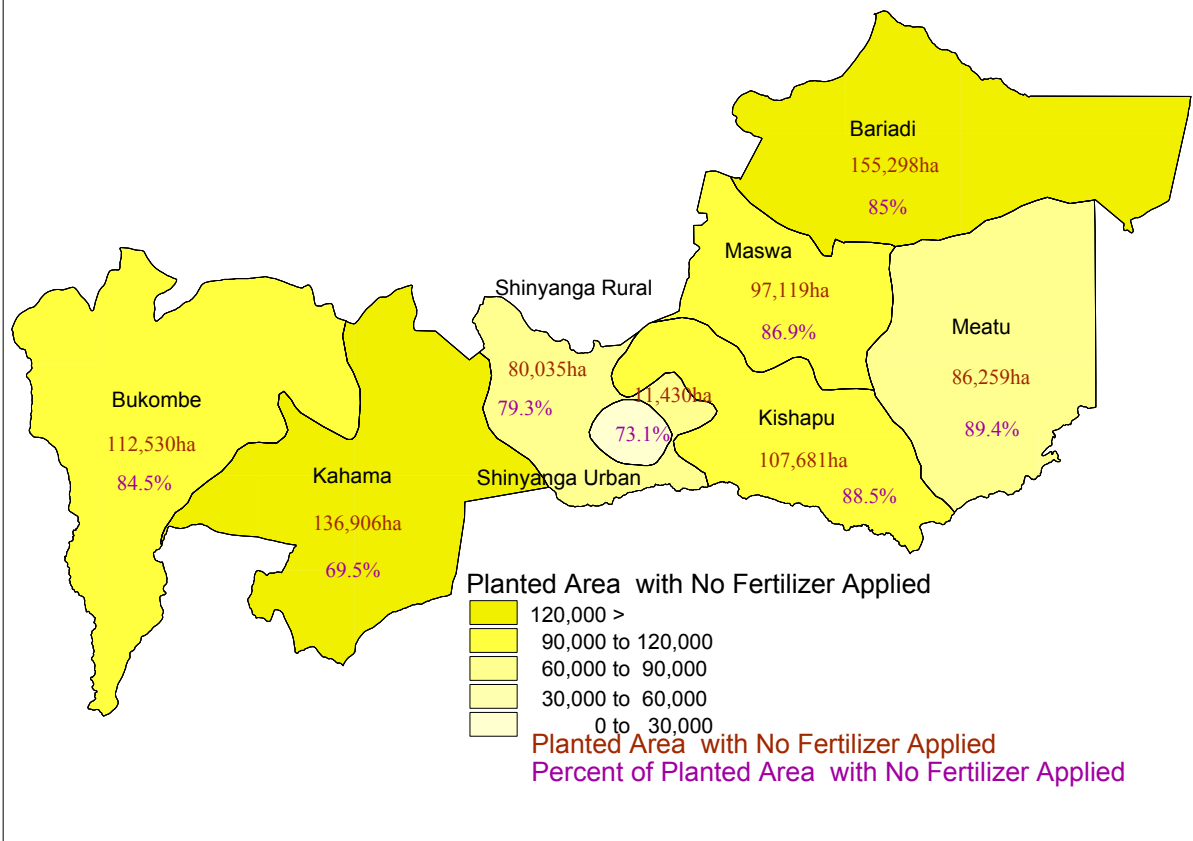 Bariadi
155,298ha
85%
Maswa
97,119ha
86.9%
Shinyanga Rural
80,035ha
79.3%
Meatu
86,259ha
89.4%
Bukombe
112,530ha
84.5%
11,430ha
73.1%
Shinyanga Urban
Kishapu
107,681ha
88.5%
Kahama
136,906ha
69.5%
Planted Area with No Fertilizer Applied
120,000 >
90,000 to 120,000
60,000 to 90,000
30,000 to 60,000
0 to 30,000
Planted Area with No Fertilizer Applied
Percent of Planted Area with No Fertilizer Applied